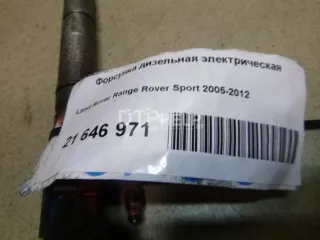 Форсунка дизельная электрическая
Land Rover Range Rover Sport 2005-2012
21 646 971